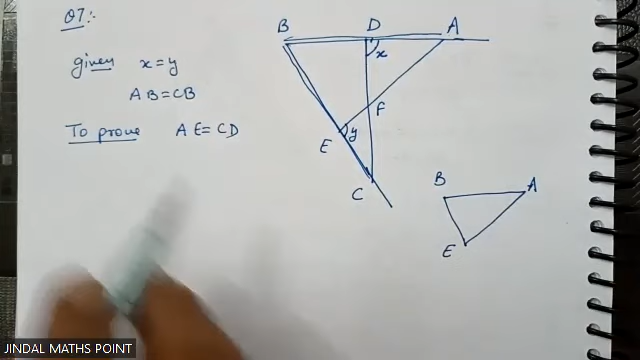 Q7:-
given x = y
AB = CB
To prove AE = CD
B D A
x
F
E y
C
B A
E
JINDAL MATHS POINT